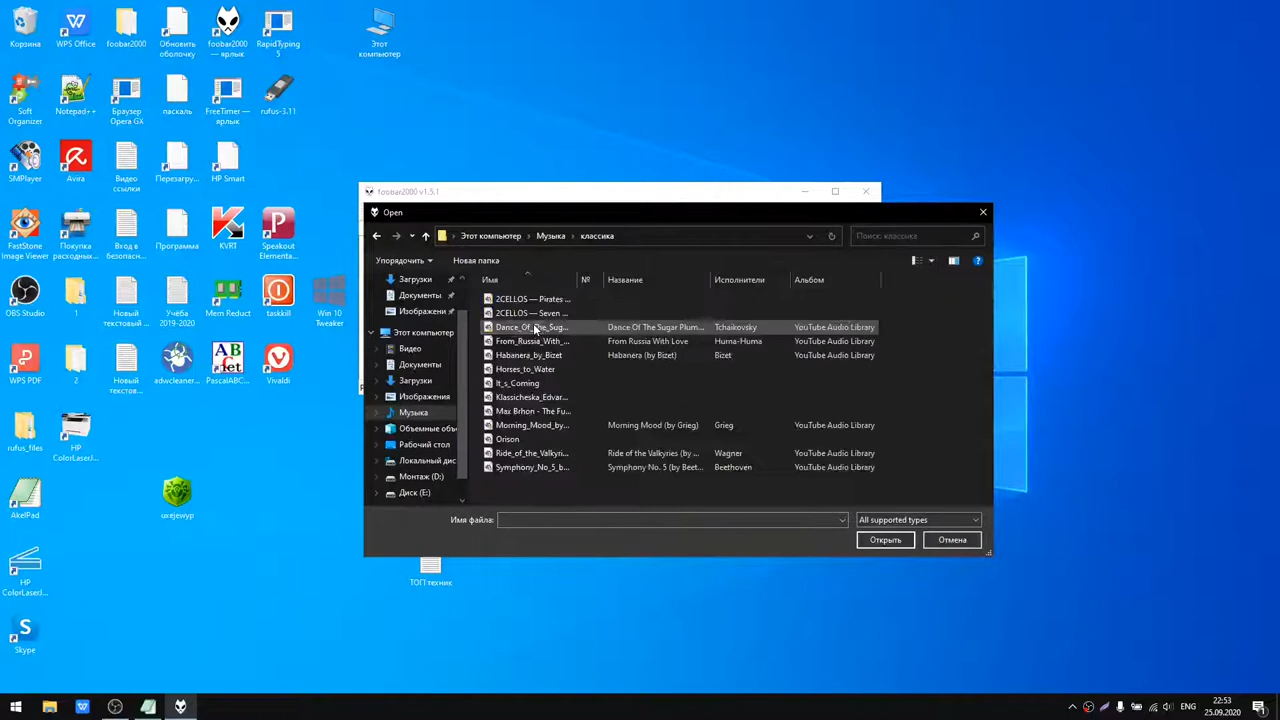 Корзина
WPS Office
foobar2000
Обновить
оболочку
foobar2000
— ярлык
RapidTyping
5
Этот
компьютер
Soft
Organizer
Notepad++
Браузер
Opera GX
паскаль
FreeTimer —
ярлык
rufus-3.11
SMPlayer
Avira
Видео
ссылки
Перезагру...
HP Smart
FastStone
Image Viewer
Покупка
расходных...
Вход в
безопасн...
Программа
KVRT
Speakout
Elementa...
OBS Studio
1
Новый
текстовый ...
Учёба
2019-2020
Mem Reduct
taskkill
Win 10
Tweaker
WPS PDF
2
Новый
текстов...
adwcleaner...
PascalABC...
Vivaldi
rufus_files
HP
ColorLaserJ...
AkelPad
uxejewyp
HP
ColorLaserJ...
Skype
ТОП техник
foobar2000 v1.5.1
Open
Этот компьютер
Музыка
классика
Поиск: классика
Упорядочить
Новая папка
Загрузки
Документы
Изображени
Этот компьютер
Видео
Документы
Загрузки
Изображения
Музыка
Объемные объ
Рабочий стол
Локальный дис
Монтаж (D:)
Диск (E:)
Имя
№
Название
Исполнители
Альбом
2CELLOS — Pirates ...
2CELLOS — Seven ...
Dance_Of_The_Sug... Dance Of The Sugar Plum... Tchaikovsky YouTube Audio Library
From_Russia_With_... From Russia With Love Huma-Huma YouTube Audio Library
Habanera_by_Bizet Habanera (by Bizet) Bizet YouTube Audio Library
Horses_to_Water
It_s_Coming
Klassicheska_Edvar...
Max Brhon - The Fu...
Morning_Mood_by... Morning Mood (by Grieg) Grieg YouTube Audio Library
Orison
Ride_of_the_Valkyri... Ride of the Valkyries (by ... Wagner YouTube Audio Library
Symphony_No_5_b... Symphony No. 5 (by Beet... Beethoven YouTube Audio Library
Имя файла:
All supported types
Открыть
Отмена
22:53
25.09.2020